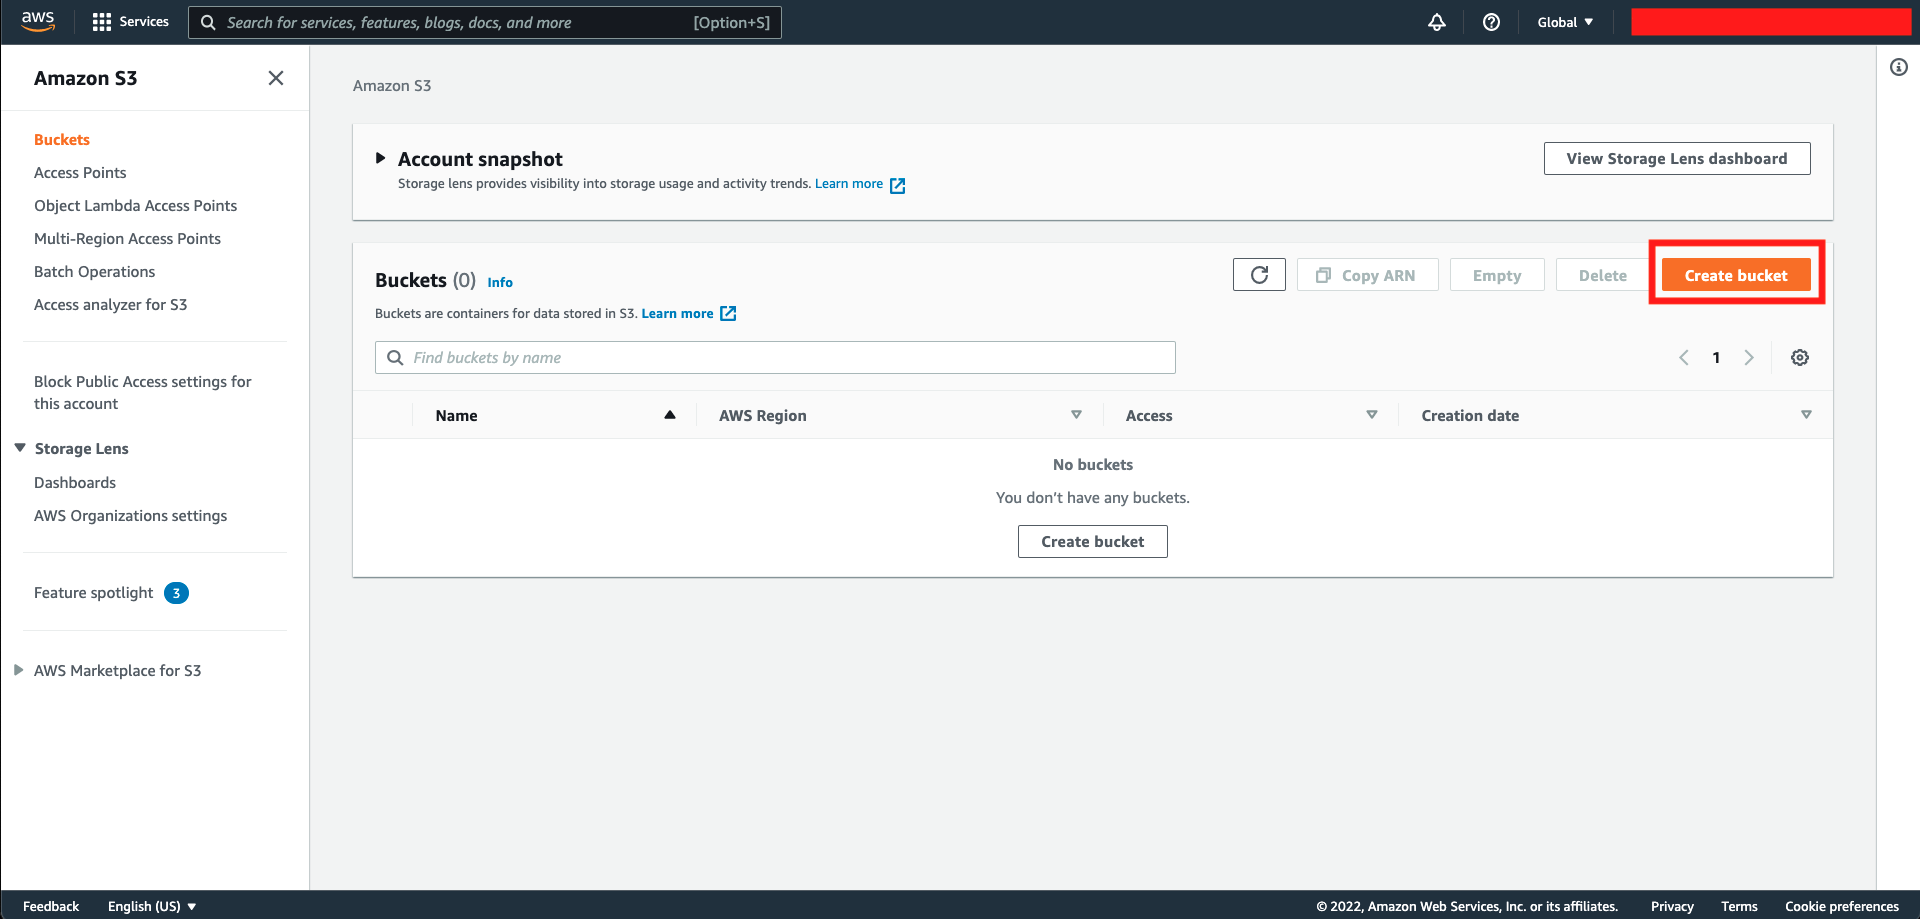 aws
Services
Search for services, features, blogs, docs, and more
[Option+S]
Global
Amazon S3
Buckets
Access Points
Object Lambda Access Points
Multi-Region Access Points
Batch Operations
Access analyzer for S3
Block Public Access settings for
this account
Storage Lens
Dashboards
AWS Organizations settings
Feature spotlight 3
AWS Marketplace for S3
Amazon S3
Account snapshot
Storage lens provides visibility into storage usage and activity trends. Learn more
View Storage Lens dashboard
Buckets (0) Info
Buckets are containers for data stored in S3. Learn more
Copy ARN
Empty
Delete
Create bucket
Find buckets by name
1
Name
AWS Region
Access
Creation date
No buckets
You don’t have any buckets.
Create bucket
Feedback
English (US)
© 2022, Amazon Web Services, Inc. or its affiliates.
Privacy
Terms
Cookie preferences